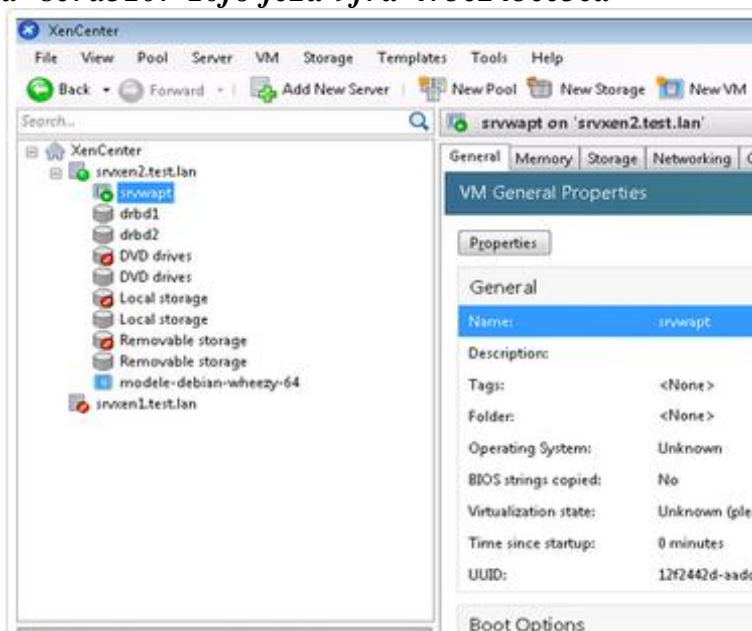 XenCenter
File View Pool Server VM Storage Templates Tools Help
Back Forward Add New Server New Pool New Storage New VM
Search...
srvwapt on 'srvxen2.test.lan'
XenCenter
srvxen2.test.lan
srvwapt
drbd1
drbd2
DVD drives
DVD drives
Local storage
Local storage
Removable storage
Removable storage
modele-debian-wheezy-64
srvxen1.test.lan
General Memory Storage Networking
VM General Properties
Properties
General
Name: srvwapt
Description:
Tags: <None>
Folder: <None>
Operating System: Unknown
BIOS strings copied: No
Virtualization state: Unknown (ple
Time since startup: 0 minutes
UUID: 12f2442d-aadc
Boot Options